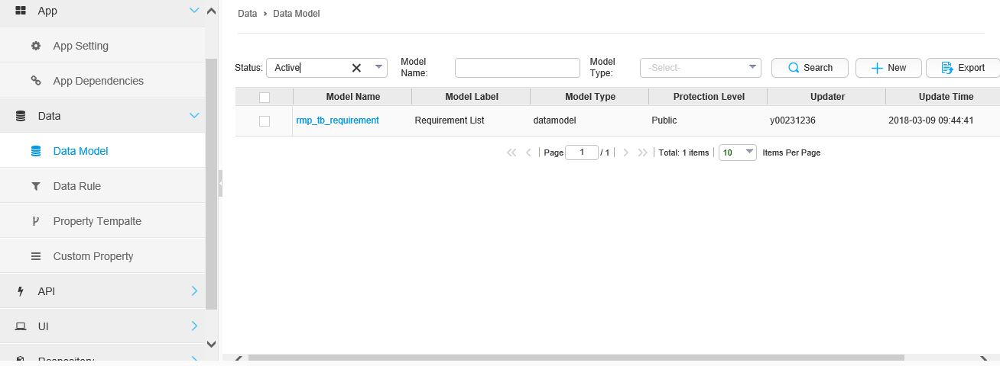 App
App Setting
App Dependencies
Data
Data Model
Data Rule
Property Tempalte
Custom Property
API
UI
Repository
Data › Data Model
Status: Active Model Name: Model Type: -Select- Search New Export
Model Name Model Label Model Type Protection Level Updater Update Time
rmp_tb_requirement Requirement List datamodel Public y00231236 2018-03-09 09:44:41
Page 1 / 1 Total: 1 items 10 Items Per Page